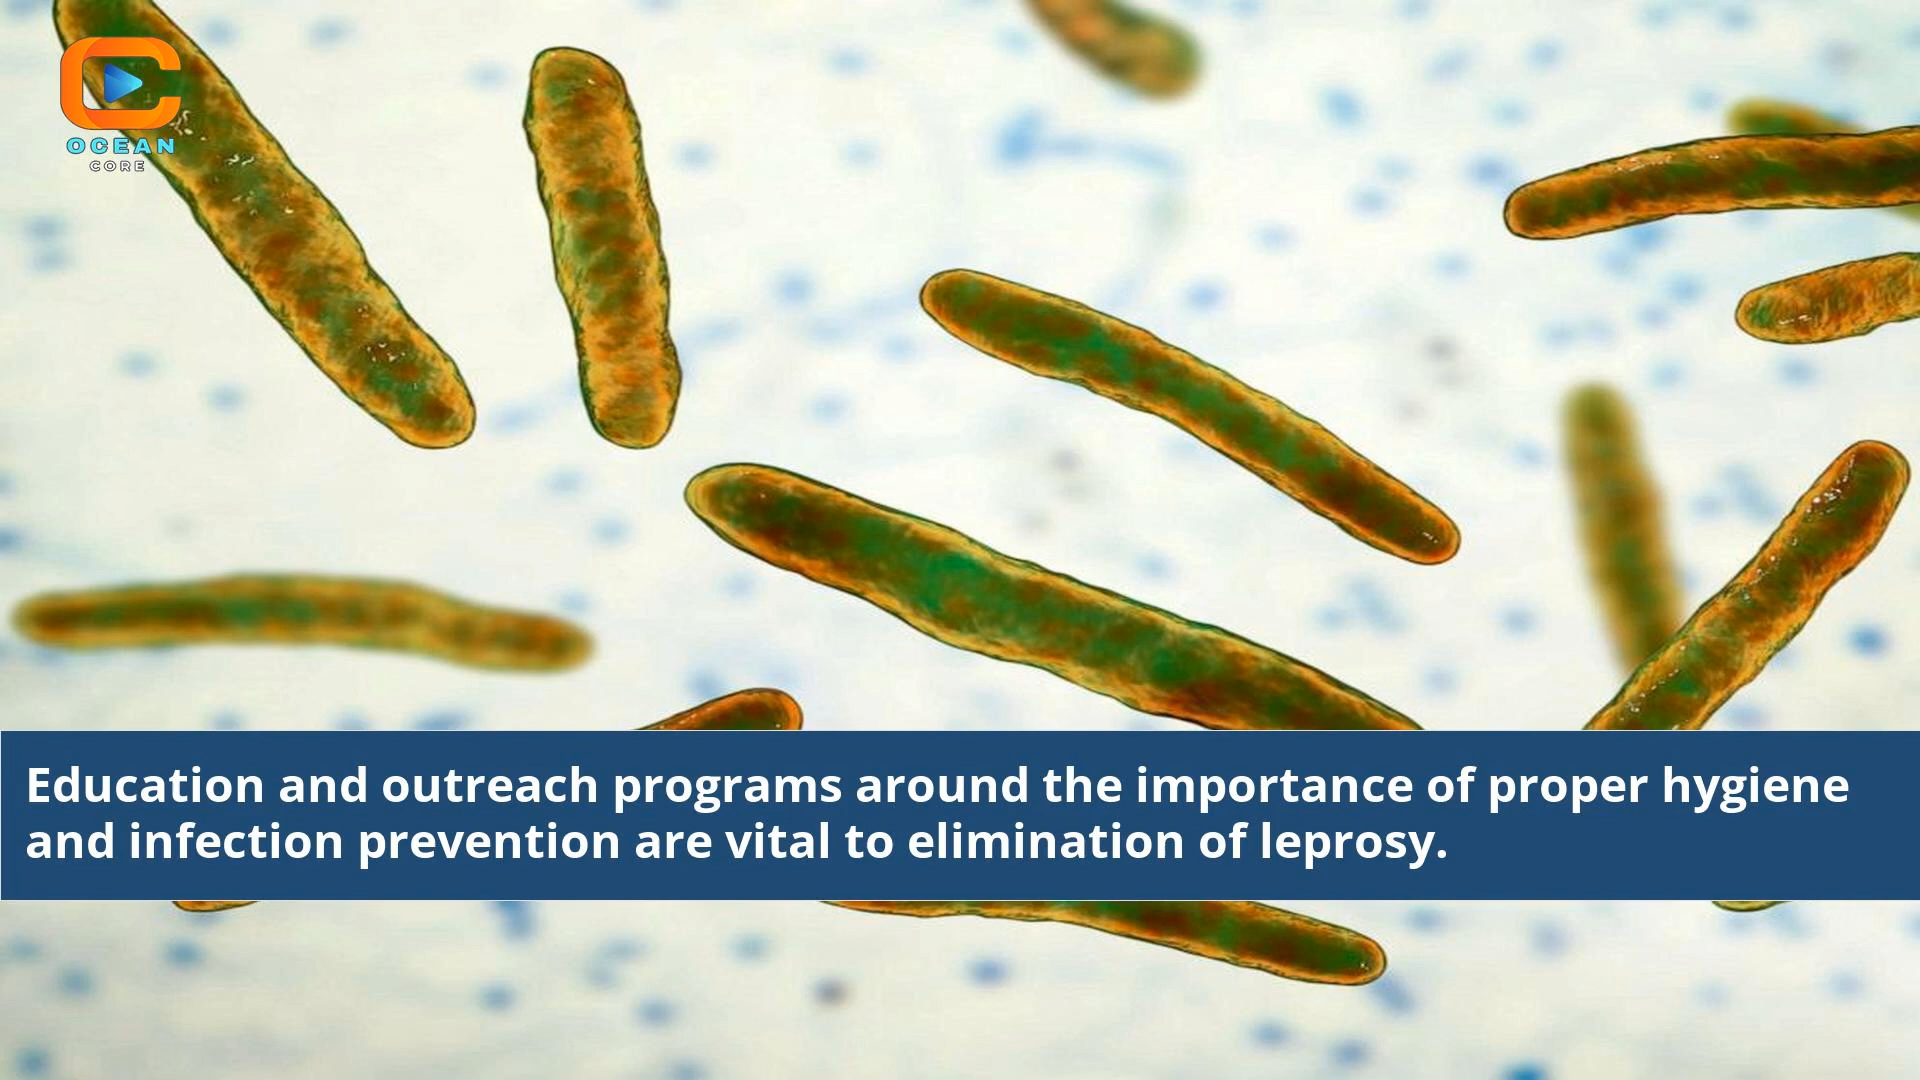 OCEAN
CORE
Education and outreach programs around the importance of proper hygiene
and infection prevention are vital to elimination of leprosy.